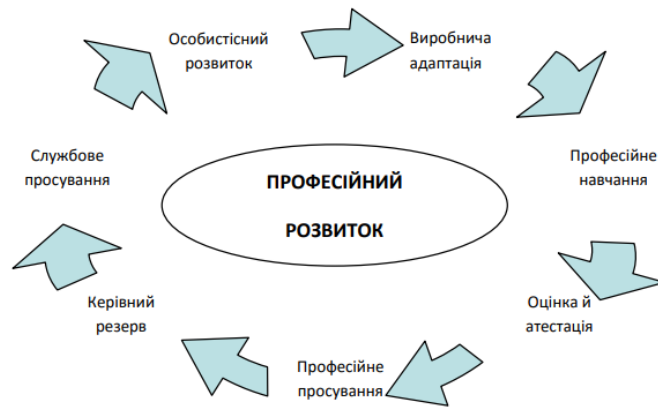 Особистісний
розвиток
Виробнича
адаптація
Професійне
навчання
Оцінка й
атестація
Професійне
просування
Керівний
резерв
Службове
просування
ПРОФЕСІЙНИЙ
РОЗВИТОК